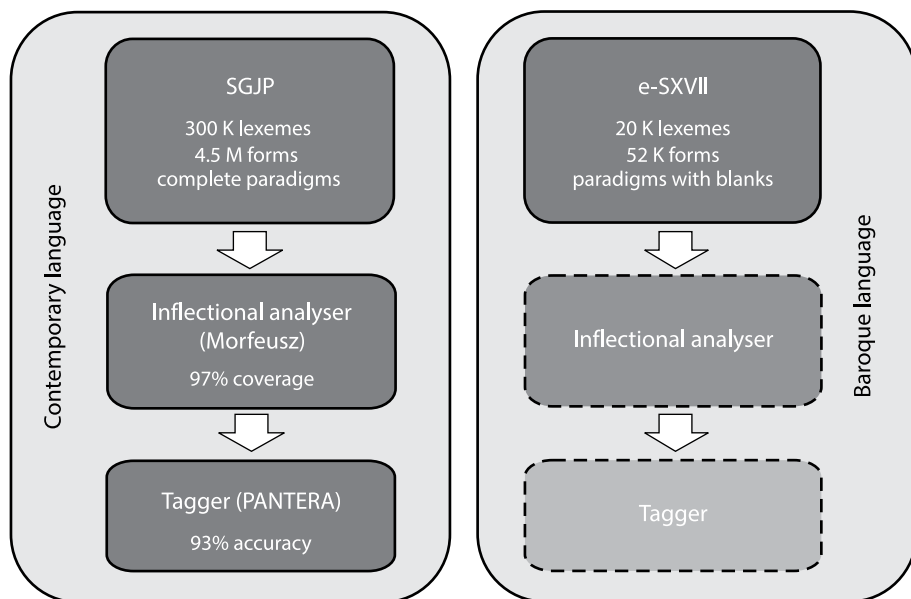 Contemporary language
SGJP
300 K lexemes
4.5 M forms
complete paradigms
Inflectional analyser
(Morfeusz)
97% coverage
Tagger (PANTERA)
93% accuracy
e-SXVII
20 K lexemes
52 K forms
paradigms with blanks
Inflectional analyser
Tagger
Baroque language